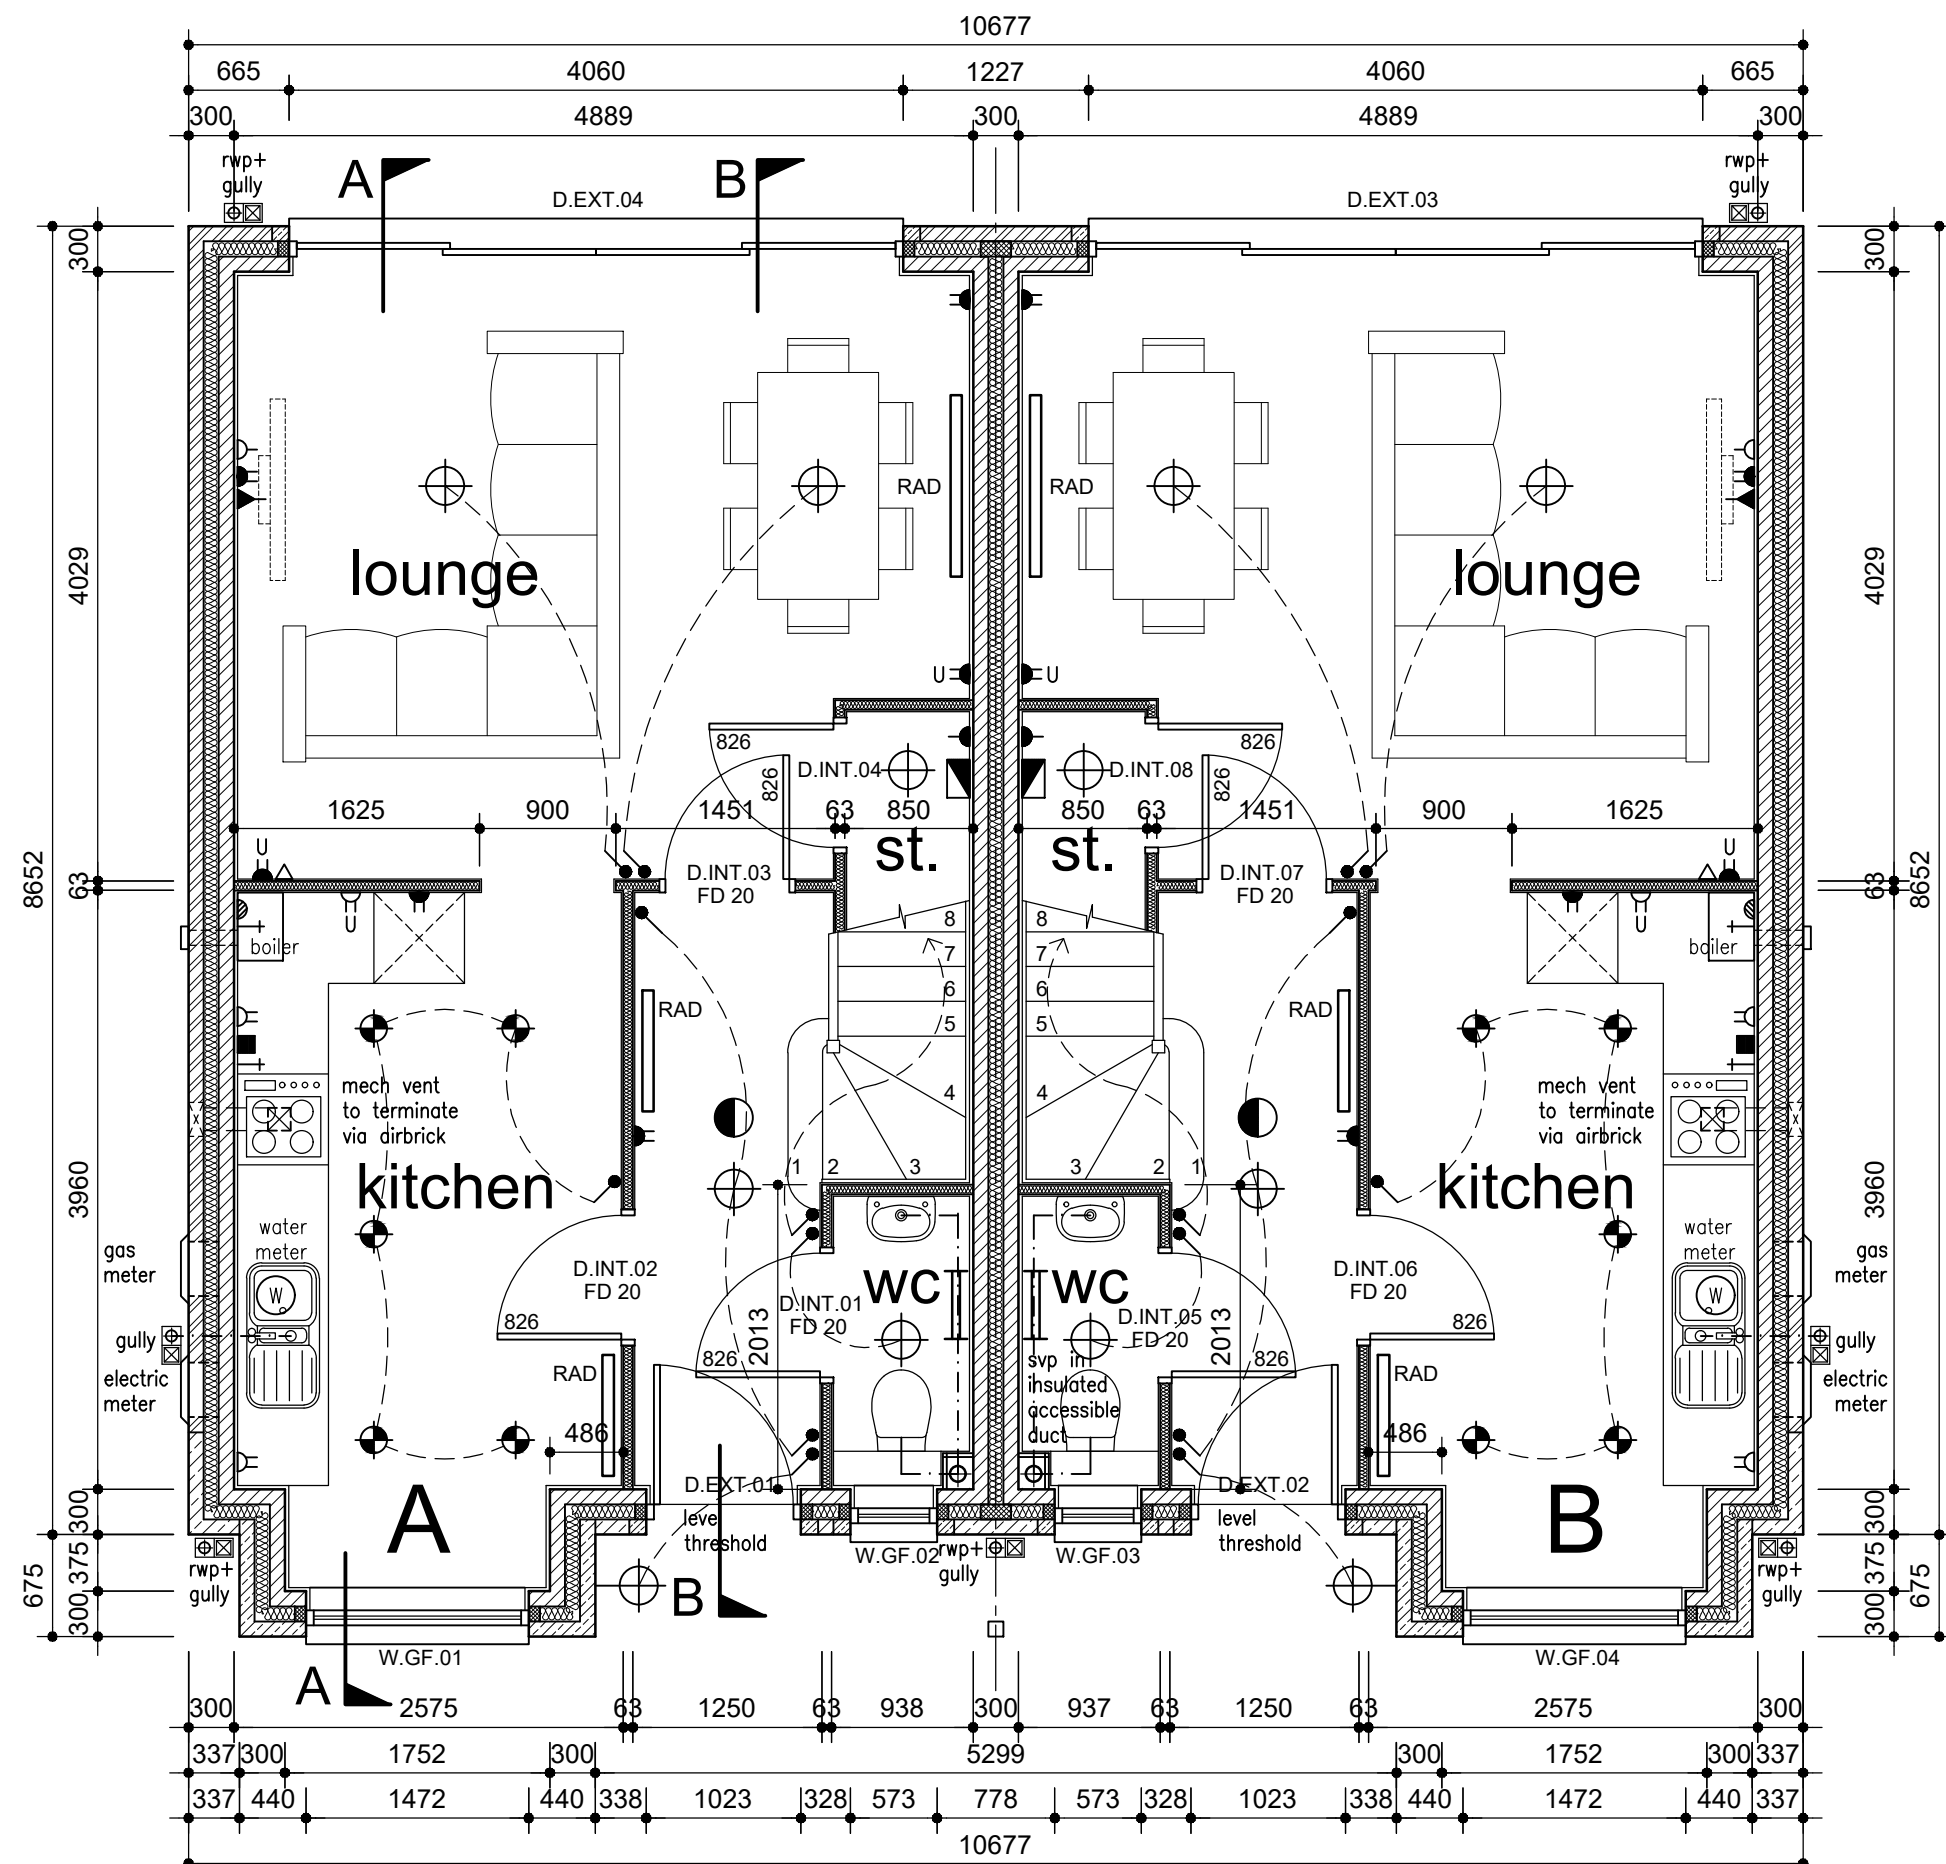 10677
665 4060 1227 4060 665
300 4889 300 4889 300
rwp+
gully
A
B
D.EXT.04
D.EXT.03
rwp+
gully
300
300
RAD
RAD
lounge
lounge
4029
4029
U
U
826
826
D.INT.04
D.INT.08
826
826
1625 900 1451 63 850 850 63 1451 900 1625
st.
st.
U
U
D.INT.03
FD 20
D.INT.07
FD 20
8652
63
63
8652
boiler
boiler
U
U
8
7
6
5
4
3
2
1
8
7
6
5
4
3
2
1
RAD
RAD
mech vent
to terminate
via airbrick
mech vent
to terminate
via airbrick
kitchen
kitchen
3960
3960
water
meter
water
meter
W
W
gas
meter
gas
meter
gully
gully
electric
meter
electric
meter
D.INT.02
FD 20
D.INT.06
FD 20
826
826
wc
wc
D.INT.01
FD 20
D.INT.05
FD 20
2013
2013
826
826
svp in
insulated
accessible
duct
RAD
RAD
486
486
A
B
D.EXT.01
level
threshold
D.EXT.02
level
threshold
300
375
300
675
300
375
300
675
rwp+
gully
W.GF.02
rwp+
gully
W.GF.03
rwp+
gully
B
W.GF.01
W.GF.04
A
300 2575 63 1250 63 938 300 937 63 1250 63 2575 300
337 300 1752 300 5299 300 1752 300 337
337 440 1472 440 338 1023 328 573 778 573 328 1023 338 440 1472 440 337
10677